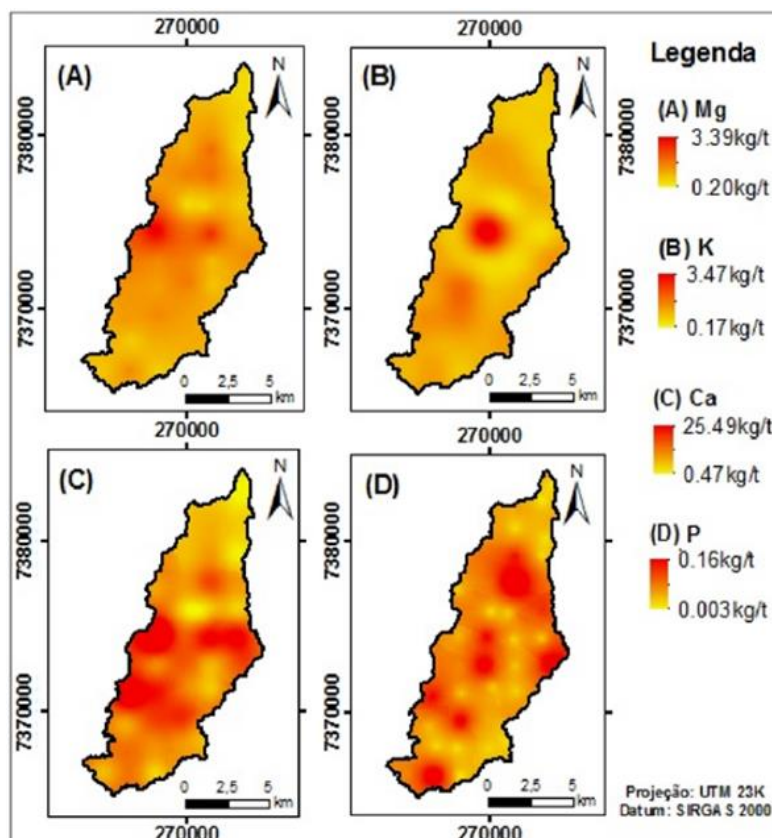 270000
270000
Legenda
(A)
N
(B)
N
7380000
7380000
(A) Mg
3.39kg/t
0.20kg/t
(B) K
3.47kg/t
0.17kg/t
7370000
7370000
0 2,5 5
km
0 2,5 5
km
270000
270000
(C) Ca
25.49kg/t
0.47kg/t
(C)
N
(D)
N
7380000
7380000
(D) P
0.16kg/t
0.003kg/t
7370000
7370000
0 2,5 5
km
0 2,5 5
km
Projeção: UTM 23K
Datum: SIRGAS 2000
270000
270000